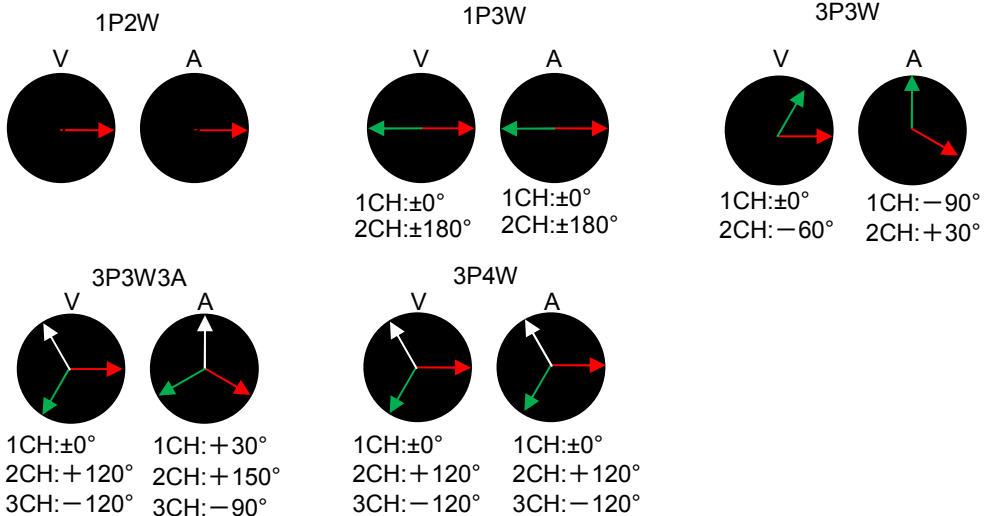 1P2W
V A
1P3W
V A
1CH:±0°
2CH:±180°
1CH:±0°
2CH:±180°
3P3W
V A
1CH:±0°
2CH:－60°
1CH:－90°
2CH:＋30°
3P3W3A
V A
1CH:±0°
2CH:＋120°
3CH:－120°
1CH:＋30°
2CH:＋150°
3CH:－90°
3P4W
V A
1CH:±0°
2CH:＋120°
3CH:－120°
1CH:±0°
2CH:＋120°
3CH:－120°